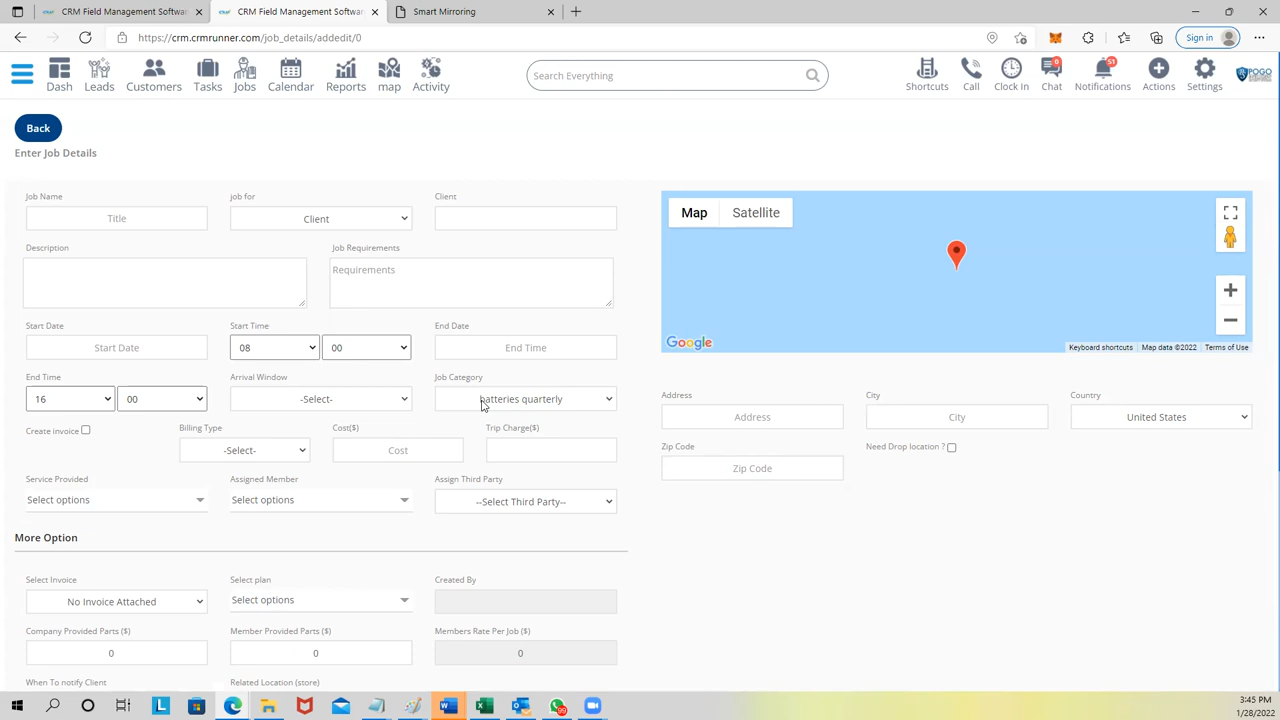 CRM Field Management Softwa
CRM Field Management Softwa
Smart Mirroring
https://crm.crmrunner.com/job_details/addedit/0
Sign in
Dash
Leads
Customers
Tasks
Jobs
Calendar
Reports
map
Activity
Search Everything
Shortcuts
Call
Clock In
0
Chat
51
Notifications
Actions
Settings
POGO
Back
Enter Job Details
Job Name
job for
Client
Title
Client
Description
Job Requirements
Requirements
Start Date
Start Time
End Date
Start Date
08
00
End Time
End Time
Arrival Window
Job Category
16
00
-Select-
batteries quarterly
Create invoice
Billing Type
Cost($)
Trip Charge($)
-Select-
Cost
Service Provided
Assigned Member
Assign Third Party
Select options
Select options
--Select Third Party--
More Option
Select Invoice
Select plan
Created By
No Invoice Attached
Select options
Company Provided Parts ($)
Member Provided Parts ($)
Members Rate Per Job ($)
0
0
0
When To notify Client
Related Location (store)
Map
Satellite
Google
Keyboard shortcuts
Map data ©2022
Terms of Use
Address
City
Country
Address
City
United States
Zip Code
Need Drop location ?
Zip Code
L
W
99
3:45 PM
1/28/2022